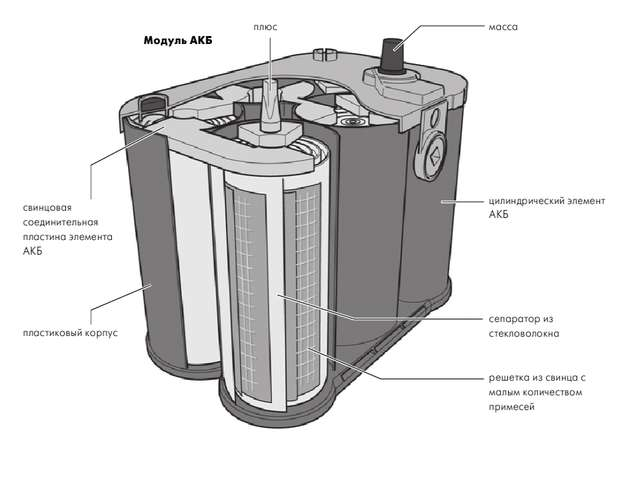 Модуль АКБ
плюс
масса
свинцовая
соединительная
пластина элемента
АКБ
пластиковый корпус
цилиндрический элемент
АКБ
сепаратор из
стекловолокна
решетка из свинца с
малым количеством
примесей